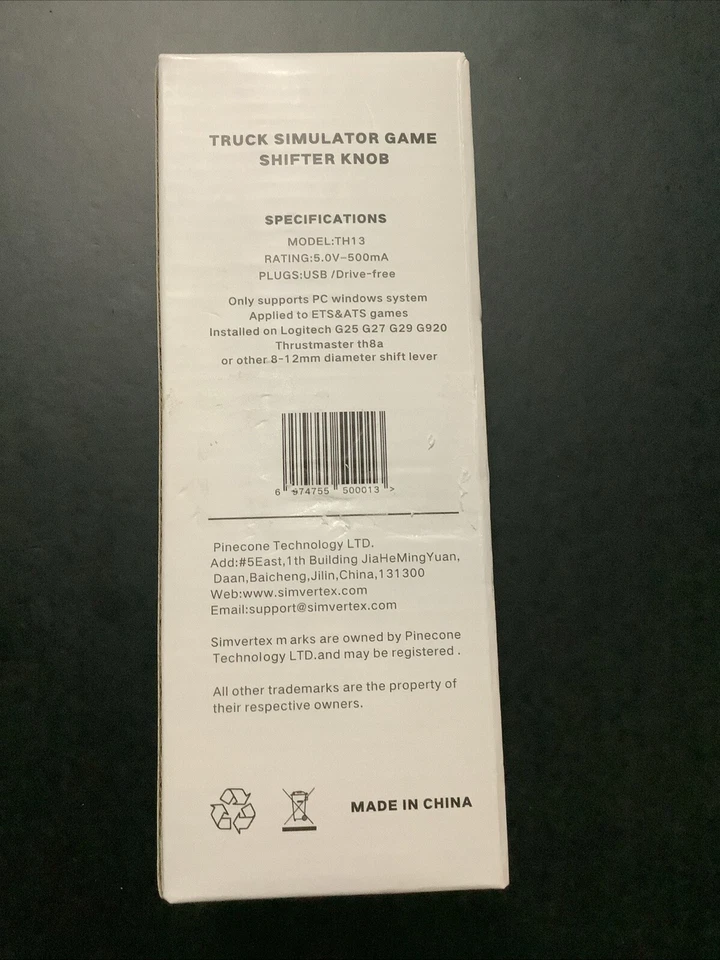 TRUCK SIMULATOR GAME
SHIFTER KNOB
SPECIFICATIONS
MODEL:TH13
RATING:5.0V-500mA
PLUGS:USB /Drive-free
Only supports PC windows system
Applied to ETS&ATS games
Installed on Logitech G25 G27 G29 G920
Thrustmaster th8a
or other 8-12mm diameter shift lever
6 974755 500013 >
Pinecone Technology LTD.
Add:#5East,1th Building JiaHeMingYuan,
Daan,Baicheng,Jilin,China,131300
Web:www.simvertex.com
Email:support@simvertex.com
Simvertex m arks are owned by Pinecone
Technology LTD.and may be registered .
All other trademarks are the property of
their respective owners.
MADE IN CHINA